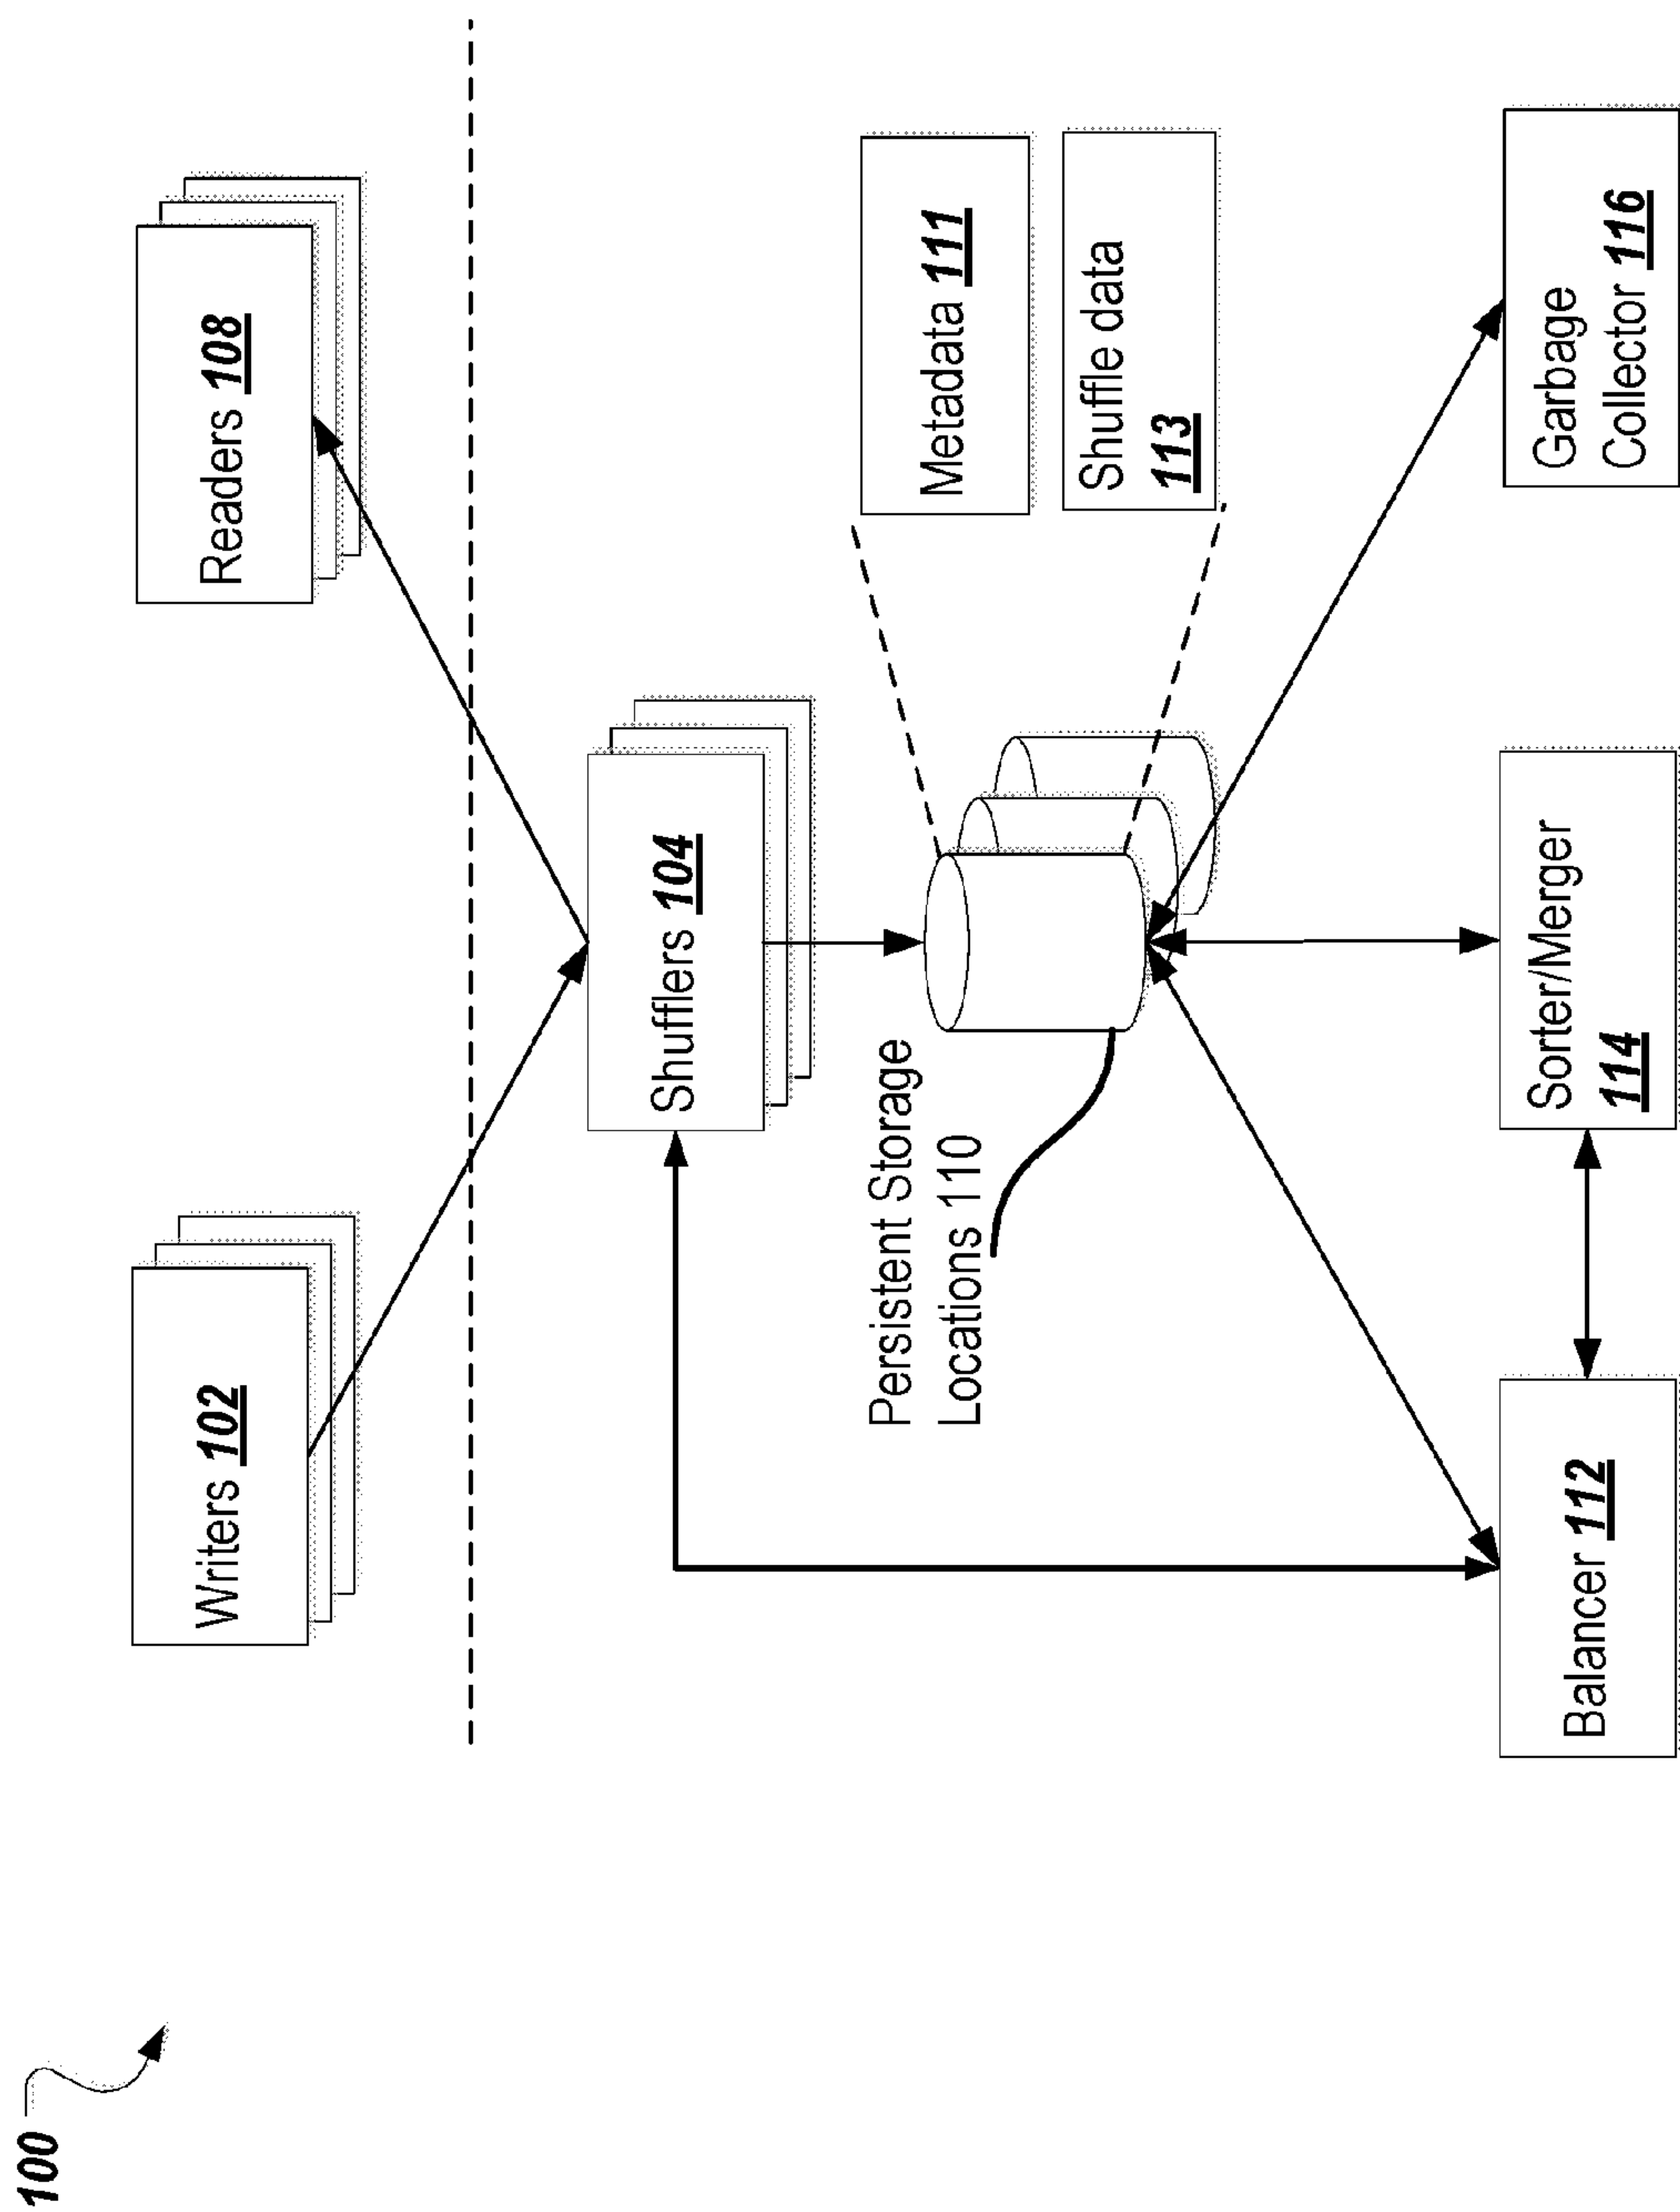 100
Writers 102
Readers 108
Shufflers 104
Persistent Storage
Locations 110
Metadata 111
Shuffle data
113
Balancer 112
Sorter/Merger
114
Garbage
Collector 116